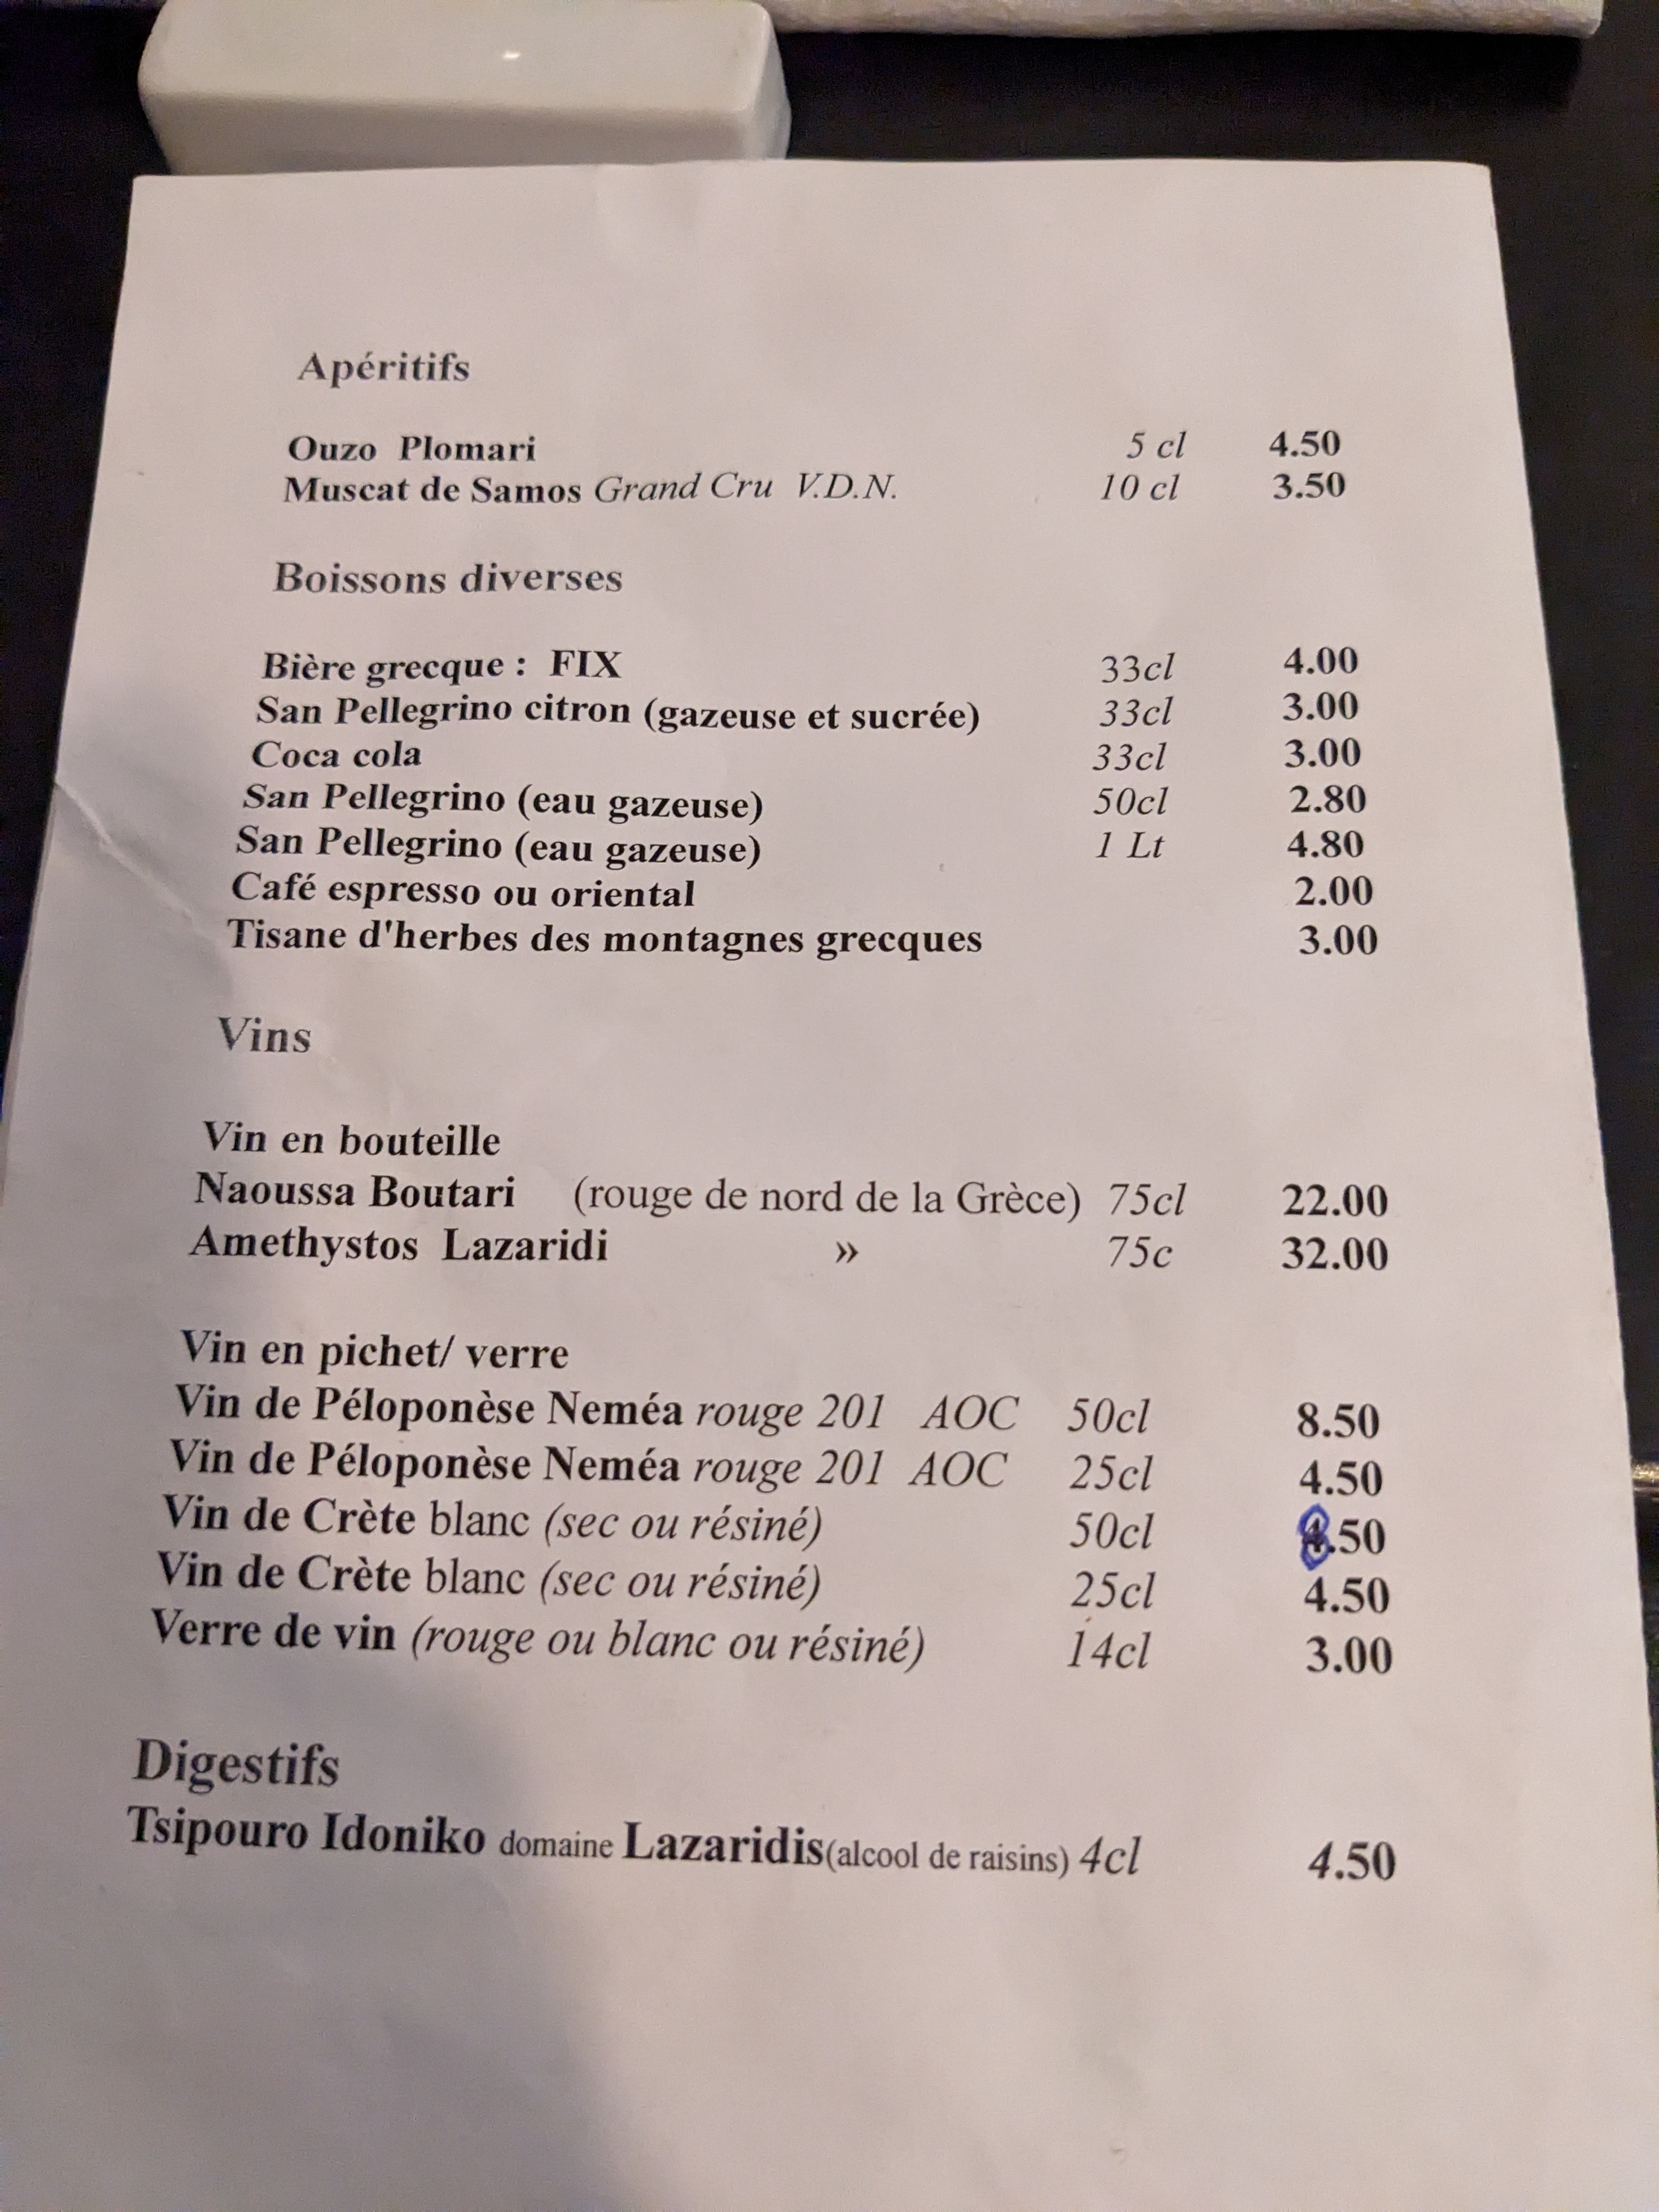 Apéritifs
Ouzo Plomari 5 cl 4.50
Muscat de Samos Grand Cru V.D.N. 10 cl 3.50
Boissons diverses
Bière grecque : FIX 33cl 4.00
San Pellegrino citron (gazeuse et sucrée) 33cl 3.00
Coca cola 33cl 3.00
San Pellegrino (eau gazeuse) 50cl 2.80
San Pellegrino (eau gazeuse) 1 Lt 4.80
Café espresso ou oriental 2.00
Tisane d'herbes des montagnes grecques 3.00
Vins
Vin en bouteille
Naoussa Boutari (rouge de nord de la Grèce) 75cl 22.00
Amethystos Lazaridi » 75c 32.00
Vin en pichet/ verre
Vin de Péloponèse Neméa rouge 201 AOC 50cl 8.50
Vin de Péloponèse Neméa rouge 201 AOC 25cl 4.50
Vin de Crète blanc (sec ou résiné) 50cl 8.50
Vin de Crète blanc (sec ou résiné) 25cl 4.50
Verre de vin (rouge ou blanc ou résiné) 14cl 3.00
Digestifs
Tsipouro Idoniko domaine Lazaridis(alcool de raisins) 4cl 4.50